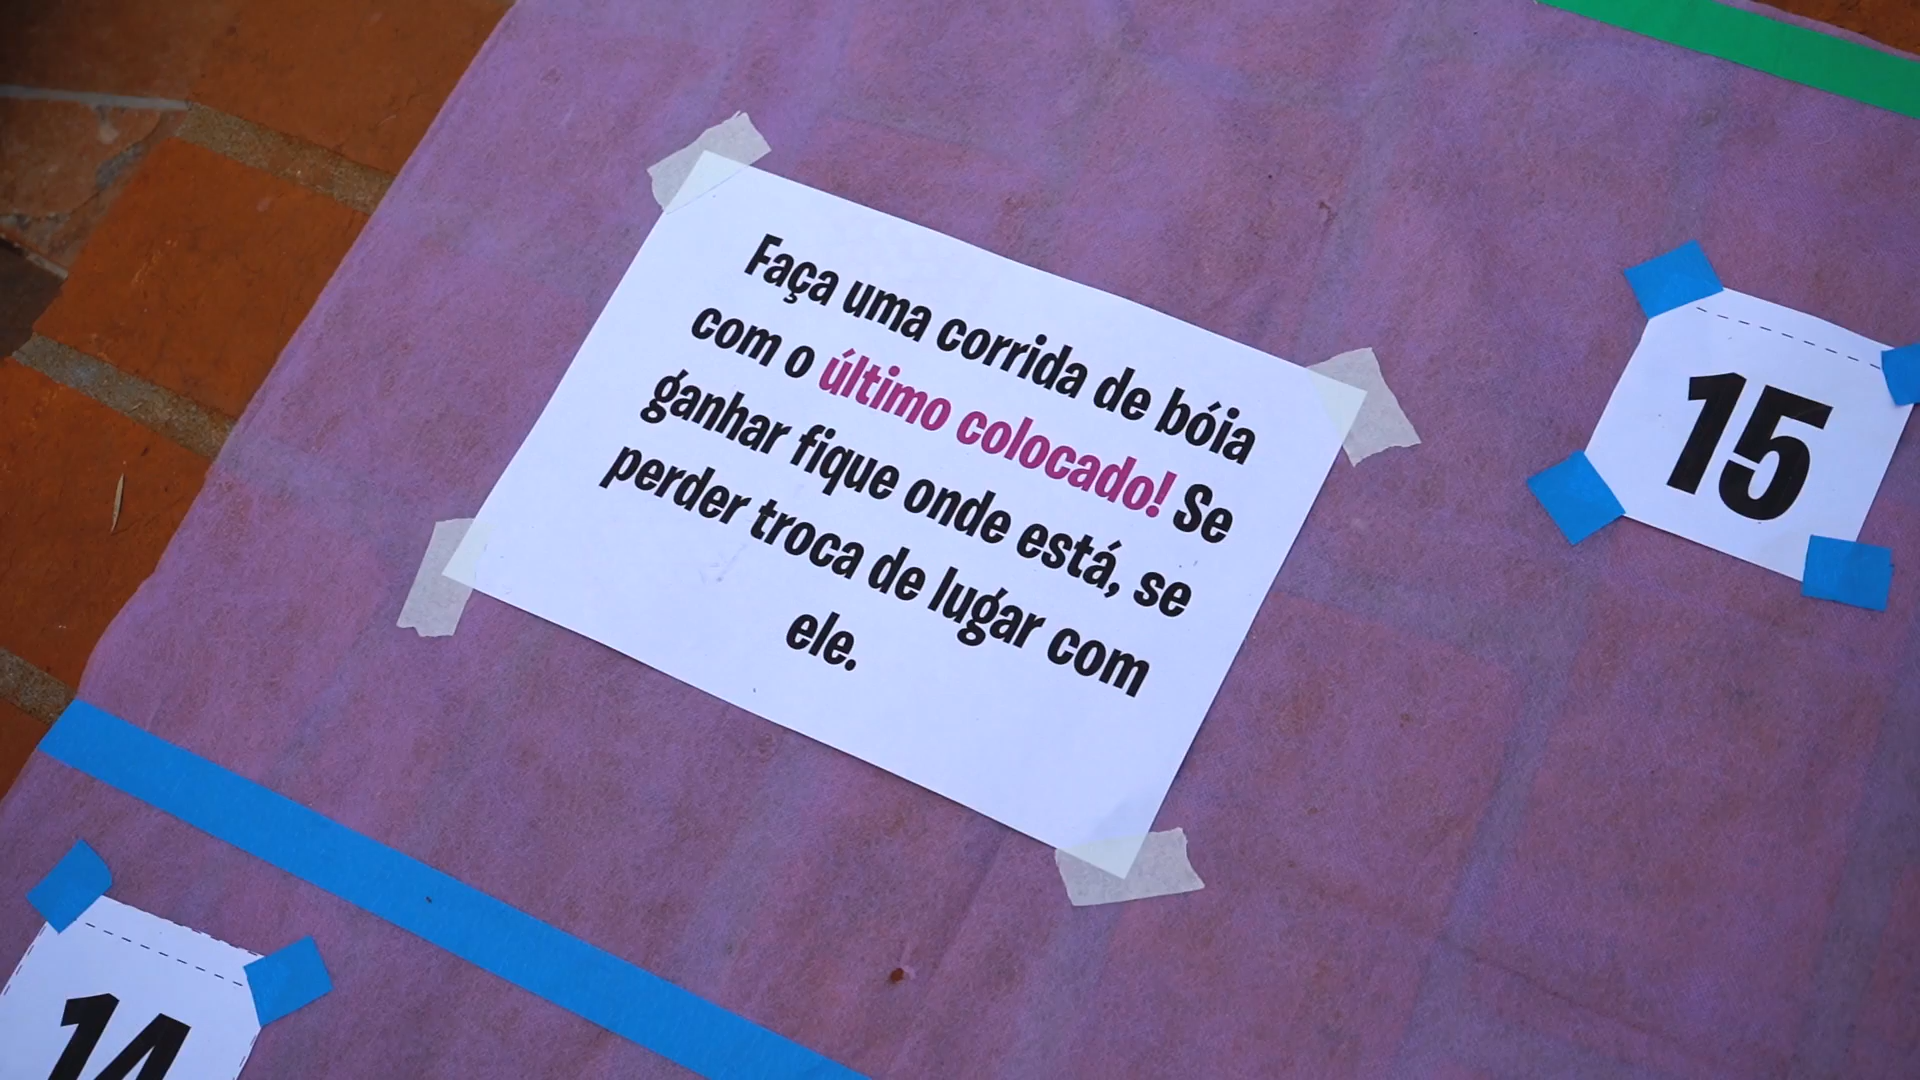 Faça uma corrida de bóia
com o último colocado! Se
ganhar fique onde está, se
perder troca de lugar com
ele.
15
14